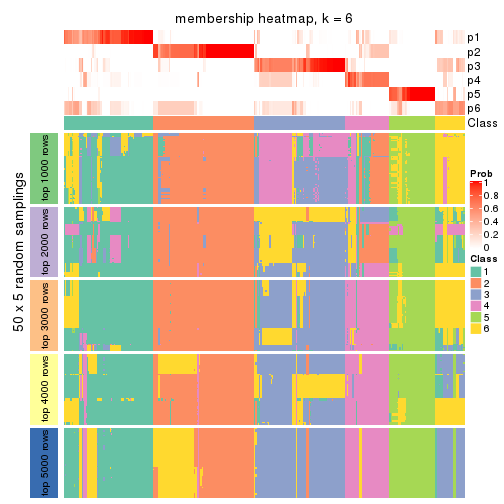 membership heatmap, k = 6
p1
p2
p3
p4
p5
p6
Class
50 x 5 random samplings
top 1000 rows
top 2000 rows
top 3000 rows
top 4000 rows
top 5000 rows
Prob
1
0.8
0.6
0.4
0.2
0
Class
1
2
3
4
5
6